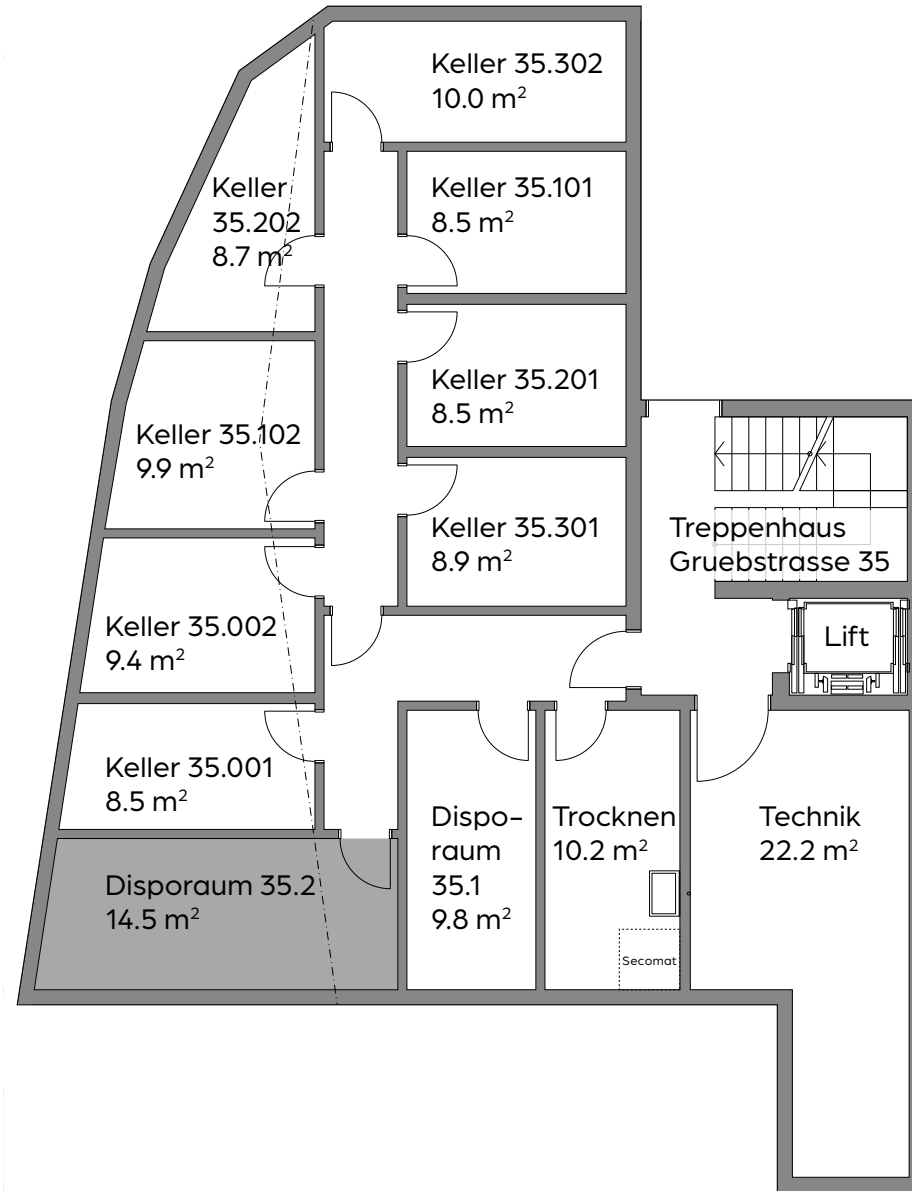 Keller 35.302
10.0 m²
Keller
35.202
8.7 m²
Keller 35.101
8.5 m²
Keller 35.201
8.5 m²
Keller 35.102
9.9 m²
Keller 35.301
8.9 m²
Treppenhaus
Gruebstrasse 35
Keller 35.002
9.4 m²
Lift
Keller 35.001
8.5 m²
Dispo-
raum
35.1
9.8 m²
Trocknen
10.2 m²
Technik
22.2 m²
Disporaum 35.2
14.5 m²
Secomat